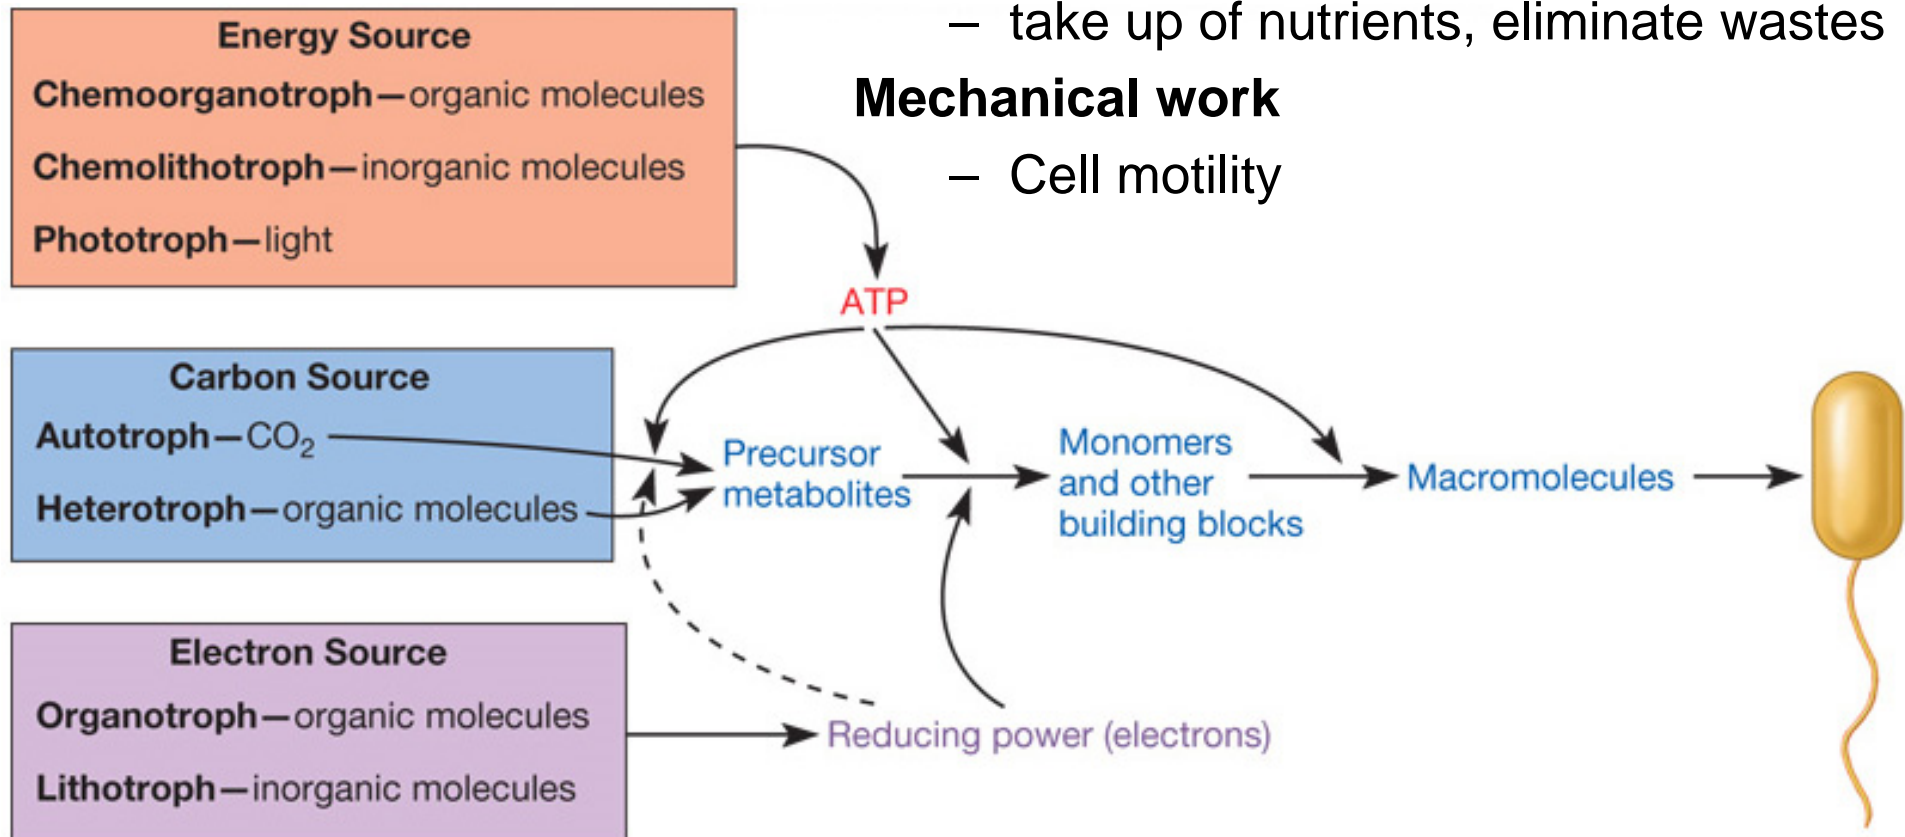 – take up of nutrients, eliminate wastes
Mechanical work
– Cell motility
Energy Source
Chemoorganotroph—organic molecules
Chemolithotroph—inorganic molecules
Phototroph—light
ATP
Carbon Source
Autotroph—CO₂
Heterotroph—organic molecules
Precursor
metabolites
Monomers
and other
building blocks
Macromolecules
Electron Source
Organotroph—organic molecules
Lithotroph—inorganic molecules
Reducing power (electrons)